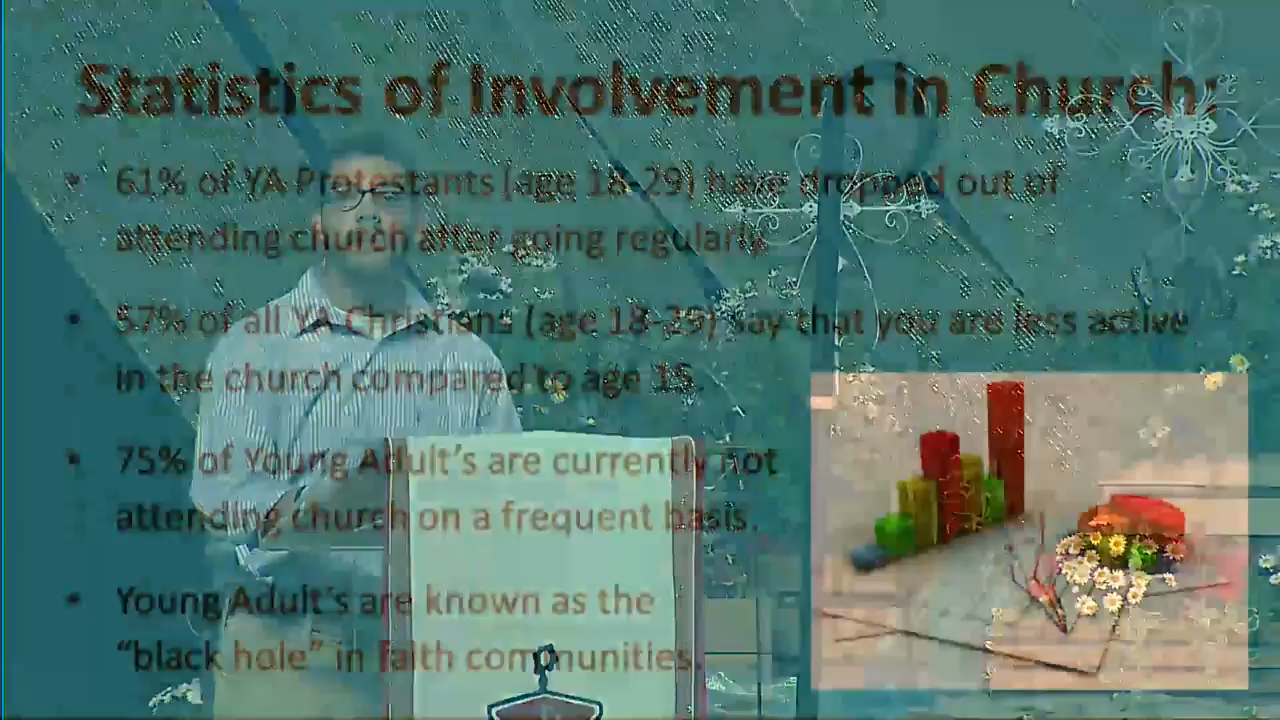 Statistics of Involvement in Church:
• 61% of YA Protestants (age 18-29) have dropped out of
attending church after going regularly.
• 57% of all YA Christians (age 18-29) say that you are less active
in the church compared to age 15.
• 75% of Young Adult’s are currently not
attending church on a frequent basis.
• Young Adult’s are known as the
“black hole” in Faith communities.